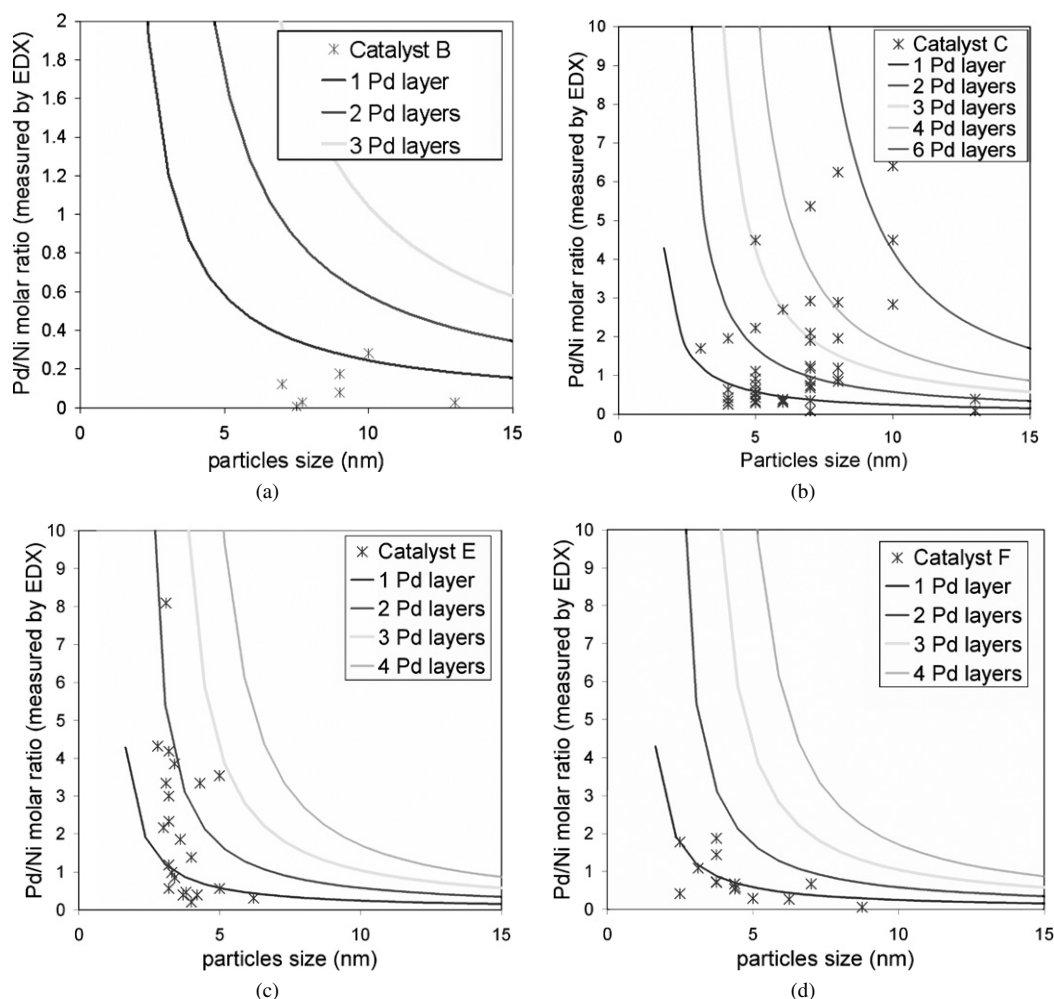 Pd/Ni molar ratio (measured by EDX)
2
1.8
1.6
1.4
1.2
1
0.8
0.6
0.4
0.2
0
0 5 10 15
particles size (nm)
Catalyst B
1 Pd layer
2 Pd layers
3 Pd layers
(a)
Pd/Ni molar ratio (measured by EDX)
10
9
8
7
6
5
4
3
2
1
0
0 5 10 15
Particles size (nm)
Catalyst C
1 Pd layer
2 Pd layers
3 Pd layers
4 Pd layers
6 Pd layers
(b)
Pd/Ni molar ratio (measured by EDX)
10
9
8
7
6
5
4
3
2
1
0
0 5 10 15
particles size (nm)
Catalyst E
1 Pd layer
2 Pd layers
3 Pd layers
4 Pd layers
(c)
Pd/Ni molar ratio (measured by EDX)
10
9
8
7
6
5
4
3
2
1
0
0 5 10 15
particles size (nm)
Catalyst F
1 Pd layer
2 Pd layers
3 Pd layers
4 Pd layers
(d)